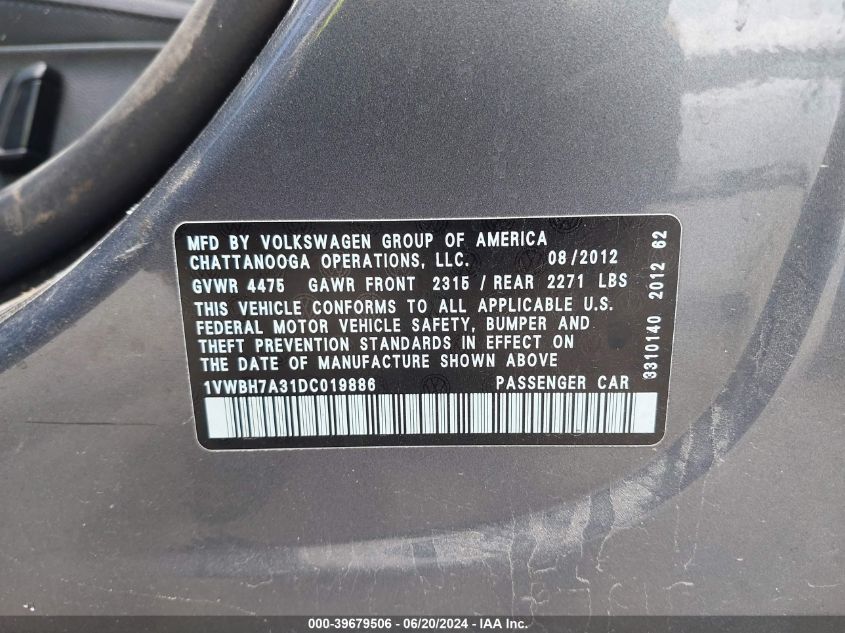 MFD BY VOLKSWAGEN GROUP OF AMERICA
CHATTANOOGA OPERATIONS, LLC. 08/2012
GVWR 4475 GAWR FRONT 2315 / REAR 2271 LBS
THIS VEHICLE CONFORMS TO ALL APPLICABLE U.S.
FEDERAL MOTOR VEHICLE SAFETY, BUMPER AND
THEFT PREVENTION STANDARDS IN EFFECT ON
THE DATE OF MANUFACTURE SHOWN ABOVE
1VWBH7A31DC019886 PASSENGER CAR
3310140 2012 62
000-39679506 - 06/20/2024 - IAAI.com